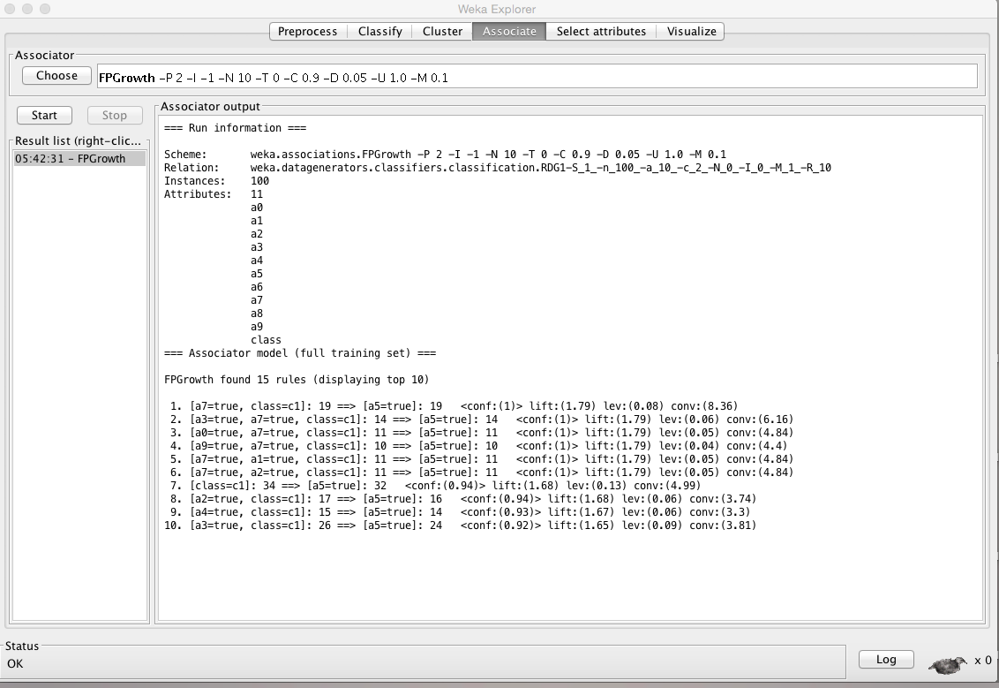 Weka Explorer
Preprocess Classify Cluster Associate Select attributes Visualize
Associator
Choose FPGrowth -P 2 -I -1 -N 10 -T 0 -C 0.9 -D 0.05 -U 1.0 -M 0.1
Start Stop
Result list (right-clic...
05:42:31 - FPGrowth
Associator output
=== Run information ===
Scheme: weka.associations.FPGrowth -P 2 -I -1 -N 10 -T 0 -C 0.9 -D 0.05 -U 1.0 -M 0.1
Relation: weka.datagenerators.classifiers.classification.RDG1-S_1_-n_100_-a_10_-c_2_-N_0_-I_0_-M_1_-R_10
Instances: 100
Attributes: 11
a0
a1
a2
a3
a4
a5
a6
a7
a8
a9
class
=== Associator model (full training set) ===
FPGrowth found 15 rules (displaying top 10)
1. [a7=true, class=c1]: 19 ==> [a5=true]: 19 <conf:(1)> lift:(1.79) lev:(0.08) conv:(8.36)
2. [a3=true, a7=true, class=c1]: 14 ==> [a5=true]: 14 <conf:(1)> lift:(1.79) lev:(0.06) conv:(6.16)
3. [a0=true, a7=true, class=c1]: 11 ==> [a5=true]: 11 <conf:(1)> lift:(1.79) lev:(0.05) conv:(4.84)
4. [a9=true, a7=true, class=c1]: 10 ==> [a5=true]: 10 <conf:(1)> lift:(1.79) lev:(0.04) conv:(4.4)
5. [a7=true, a1=true, class=c1]: 11 ==> [a5=true]: 11 <conf:(1)> lift:(1.79) lev:(0.05) conv:(4.84)
6. [a7=true, a2=true, class=c1]: 11 ==> [a5=true]: 11 <conf:(1)> lift:(1.79) lev:(0.05) conv:(4.84)
7. [class=c1]: 34 ==> [a5=true]: 32 <conf:(0.94)> lift:(1.68) lev:(0.13) conv:(4.99)
8. [a2=true, class=c1]: 17 ==> [a5=true]: 16 <conf:(0.94)> lift:(1.68) lev:(0.06) conv:(3.74)
9. [a4=true, class=c1]: 15 ==> [a5=true]: 14 <conf:(0.93)> lift:(1.67) lev:(0.06) conv:(3.3)
10. [a3=true, class=c1]: 26 ==> [a5=true]: 24 <conf:(0.92)> lift:(1.65) lev:(0.09) conv:(3.81)
Status
OK
Log
x 0